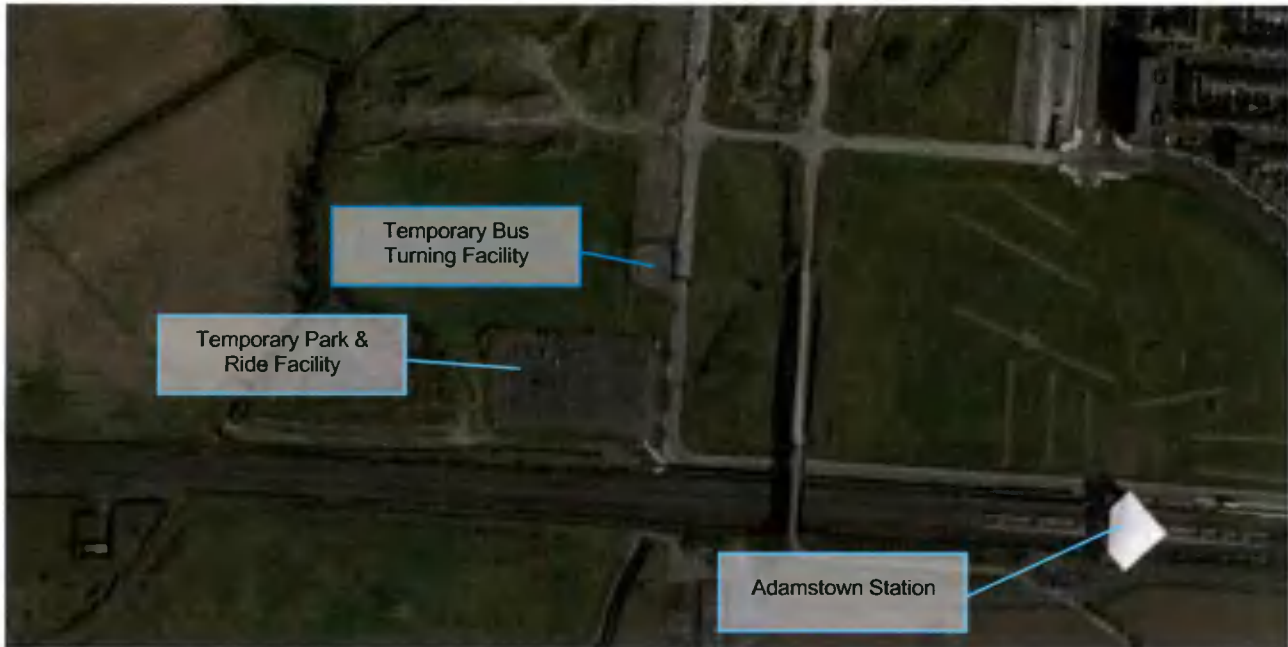 Temporary Bus
Turning Facility
Temporary Park &
Ride Facility
Adamstown Station